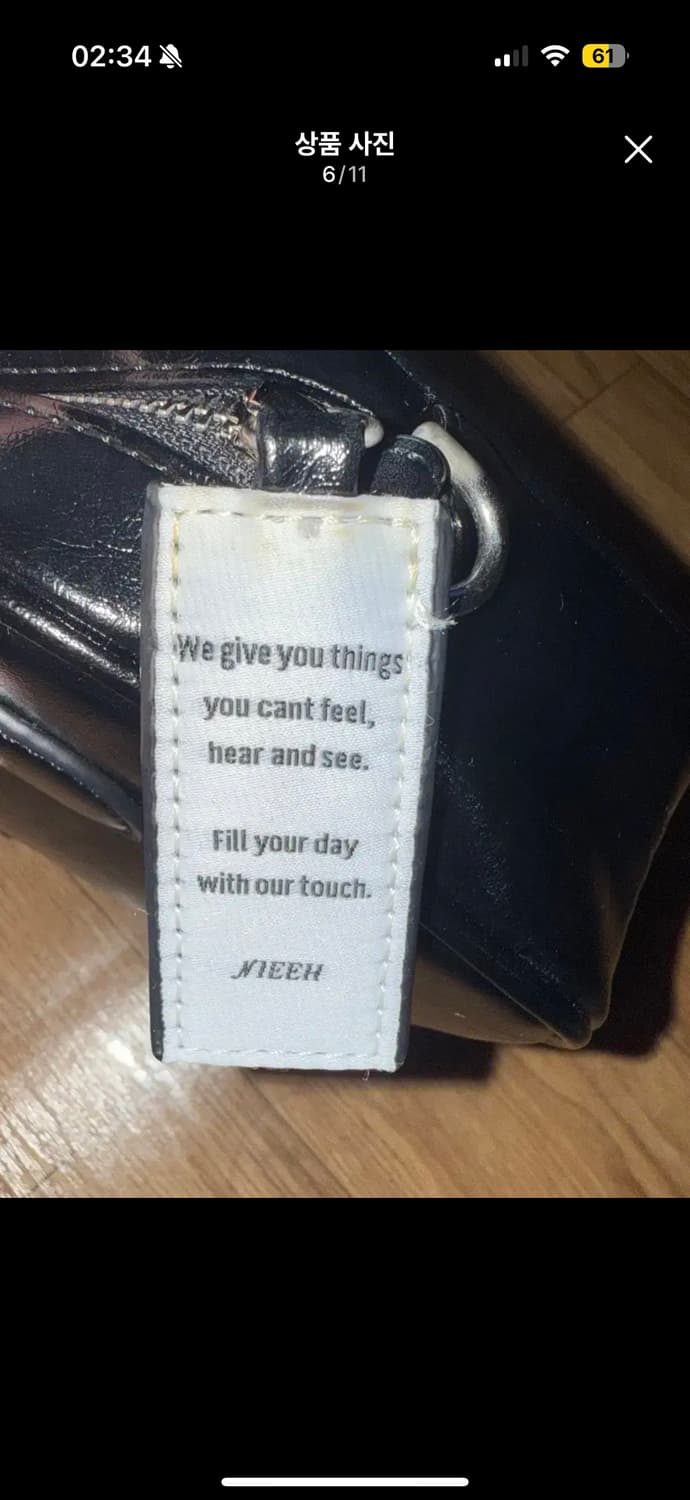 02:34
61
상품 사진
6/11
We give you things
you cant feel,
hear and see.
Fill your day
with our touch.
NIEEH